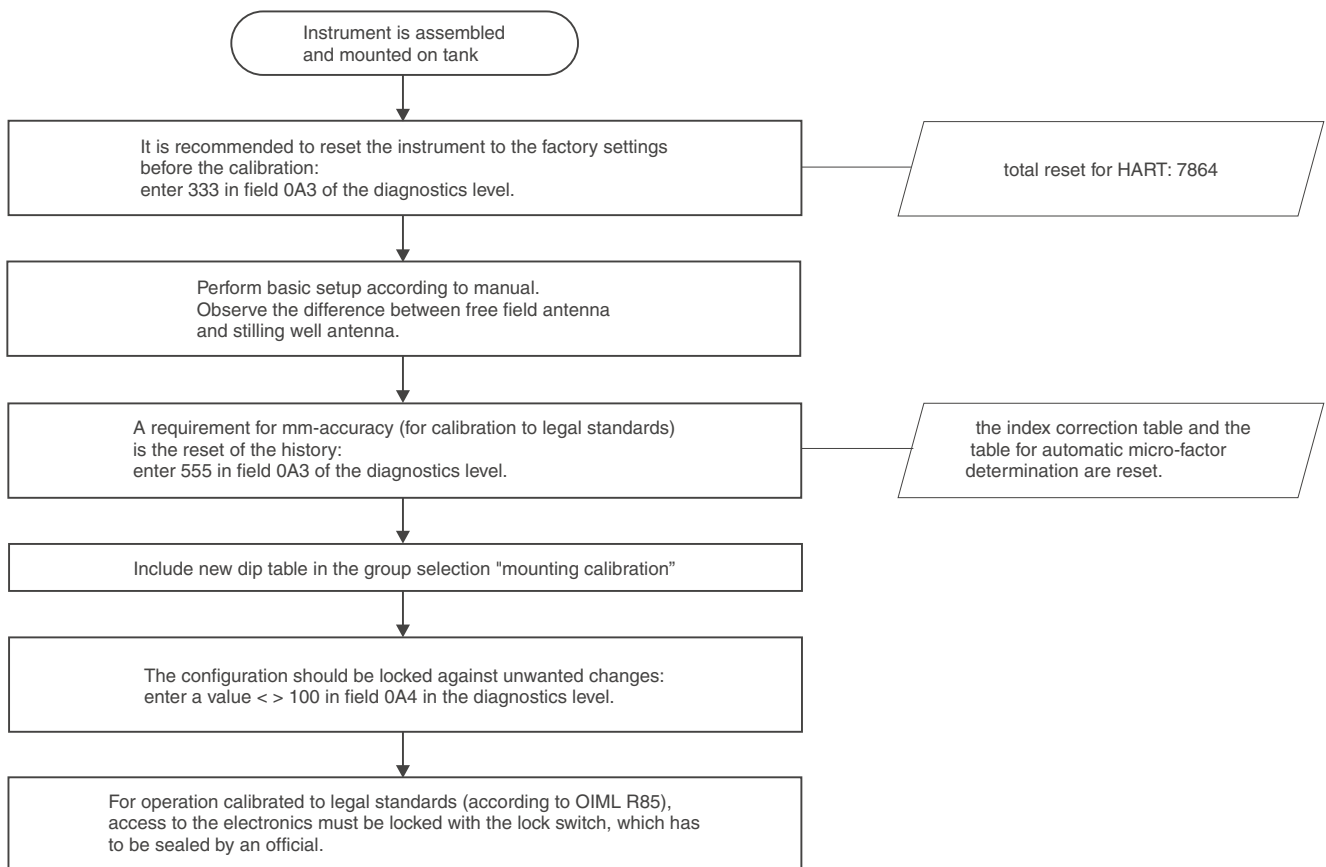 Instrument is assembled
and mounted on tank
It is recommended to reset the instrument to the factory settings
before the calibration:
enter 333 in field 0A3 of the diagnostics level.
total reset for HART: 7864
Perform basic setup according to manual.
Observe the difference between free field antenna
and stilling well antenna.
A requirement for mm-accuracy (for calibration to legal standards)
is the reset of the history:
enter 555 in field 0A3 of the diagnostics level.
the index correction table and the
table for automatic micro-factor
determination are reset.
Include new dip table in the group selection "mounting calibration”
The configuration should be locked against unwanted changes:
enter a value < > 100 in field 0A4 in the diagnostics level.
For operation calibrated to legal standards (according to OIML R85),
access to the electronics must be locked with the lock switch, which has
to be sealed by an official.